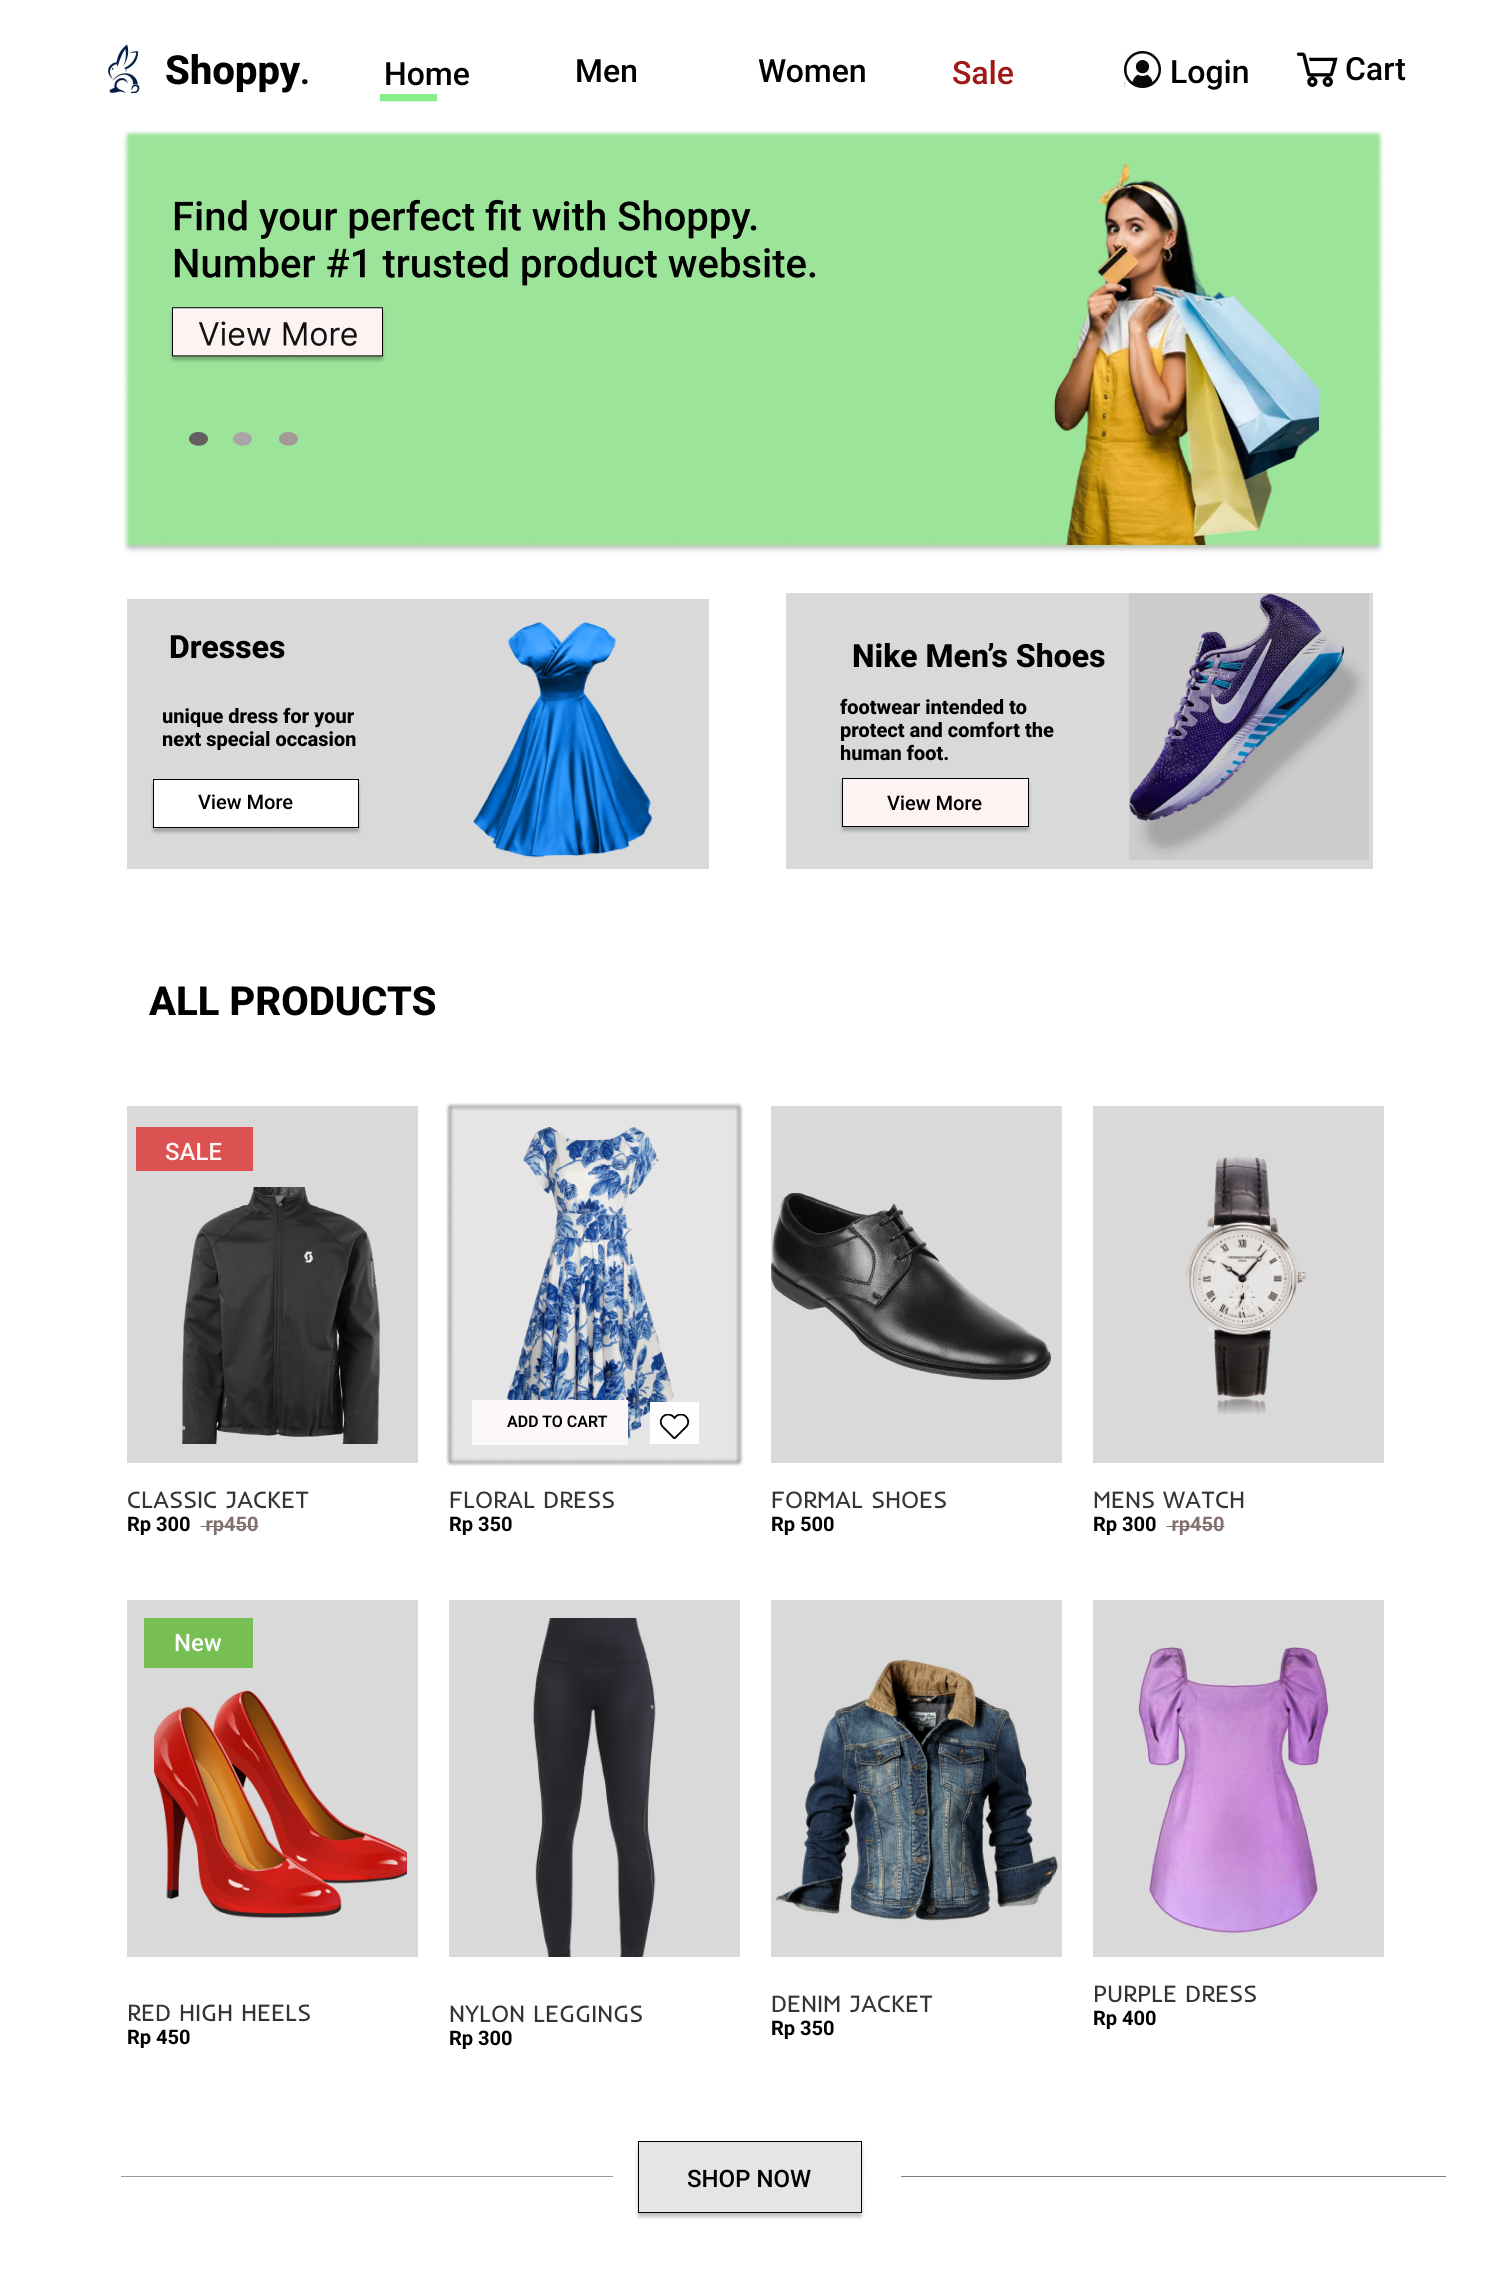 Shoppy.
Home
Men
Women
Sale
Login
Cart
Find your perfect fit with Shoppy.
Number #1 trusted product website.
View More
Dresses
unique dress for your
next special occasion
View More
Nike Men’s Shoes
footwear intended to
protect and comfort the
human foot.
View More
ALL PRODUCTS
SALE
ADD TO CART
CLASSIC JACKET
Rp 300 rp450
FLORAL DRESS
Rp 350
FORMAL SHOES
Rp 500
MENS WATCH
Rp 300 rp450
New
RED HIGH HEELS
Rp 450
NYLON LEGGINGS
Rp 300
DENIM JACKET
Rp 350
PURPLE DRESS
Rp 400
SHOP NOW